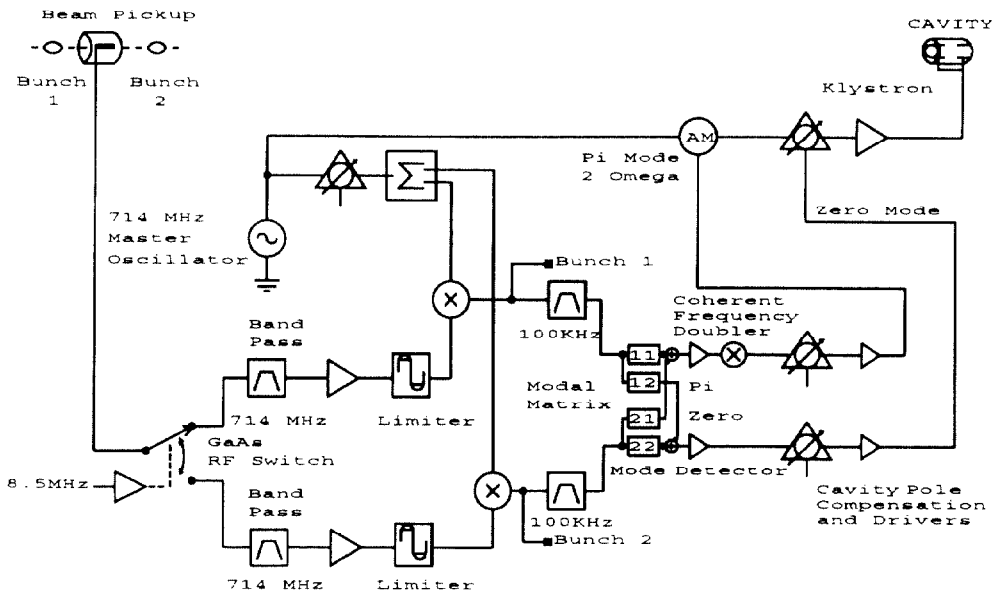 Beam Pickup
Bunch 1
Bunch 2
CAVITY
Klystron
AM
Pi Mode
2 Omega
Σ
714 MHz
Master
Oscillator
Zero Mode
X
Bunch 1
100KHz
Coherent
Frequency
Doubler
Band
Pass
714 MHz
Limiter
11
12
21
22
X
Pi
Modal
Matrix
Zero
Mode Detector
GaAs
RF Switch
8.5MHz
Band
Pass
714 MHz
Limiter
X
100KHz
Bunch 2
Cavity Pole
Compensation
and Drivers